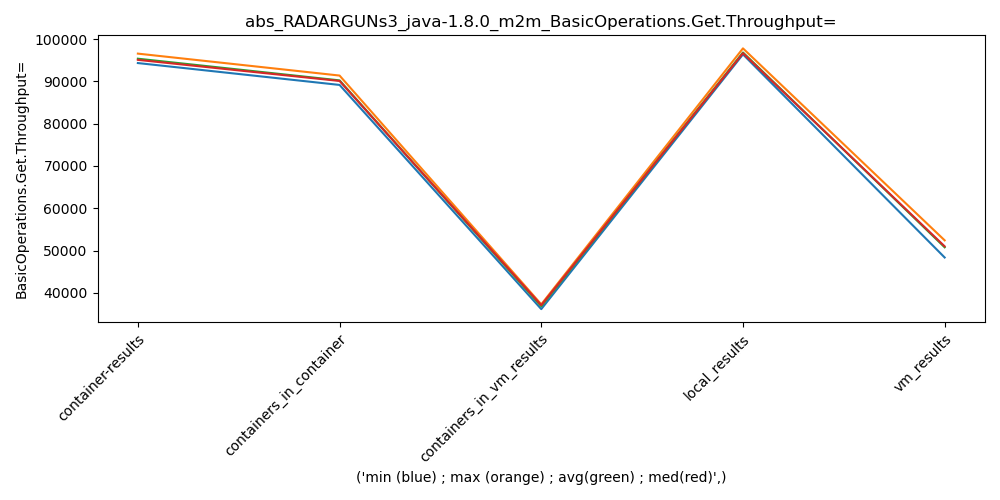 abs_RADARGUNs3_java-1.8.0_m2m_BasicOperations.Get.Throughput=
BasicOperations.Get.Throughput=
100000
90000
80000
70000
60000
50000
40000
container-results
containers_in_container
containers_in_vm_results
local_results
vm_results
('min (blue) ; max (orange) ; avg(green) ; med(red)',)